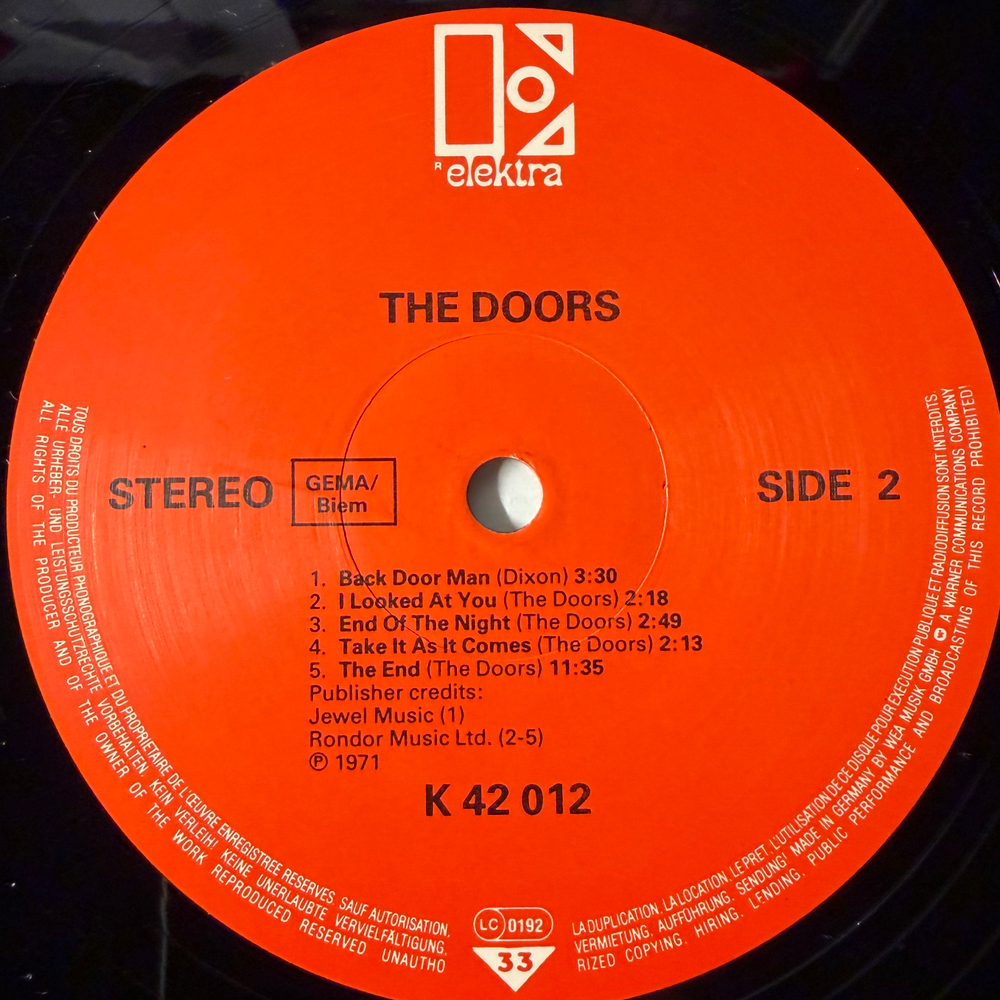 R elektra
THE DOORS
STEREO
GEMA/
Biem
SIDE 2
1. Back Door Man (Dixon) 3:30
2. I Looked At You (The Doors) 2:18
3. End Of The Night (The Doors) 2:49
4. Take It As It Comes (The Doors) 2:13
5. The End (The Doors) 11:35
Publisher credits:
Jewel Music (1)
Rondor Music Ltd. (2-5)
℗ 1971
K 42 012
TOUS DROITS DU PRODUCTEUR PHONOGRAPHIQUE ET DU PROPRIETAIRE DE L'ŒUVRE ENREGISTREE RESERVES. SAUF AUTORISATION, LA DUPLICATION, LA LOCATION, LE PRET, L'UTILISATION DE CE DISQUE POUR EXECUTION PUBLIQUE ET RADIODIFFUSION SONT INTERDITS.
ALLE URHEBER- UND LEISTUNGSSCHUTZRECHTE VORBEHALTEN. KEIN VERLEIH! KEINE UNERLAUBTE VERVIELFÄLTIGUNG, VERMIETUNG, AUFFÜHRUNG, SENDUNG! MADE IN GERMANY BY WEA MUSIK GMBH A WARNER COMMUNICATIONS COMPANY
ALL RIGHTS OF THE PRODUCER AND OF THE OWNER OF THE WORK REPRODUCED RESERVED UNAUTHO RIZED COPYING, HIRING, LENDING, PUBLIC PERFORMANCE AND BROADCASTING OF THIS RECORD PROHIBITED!
LC 0192
33